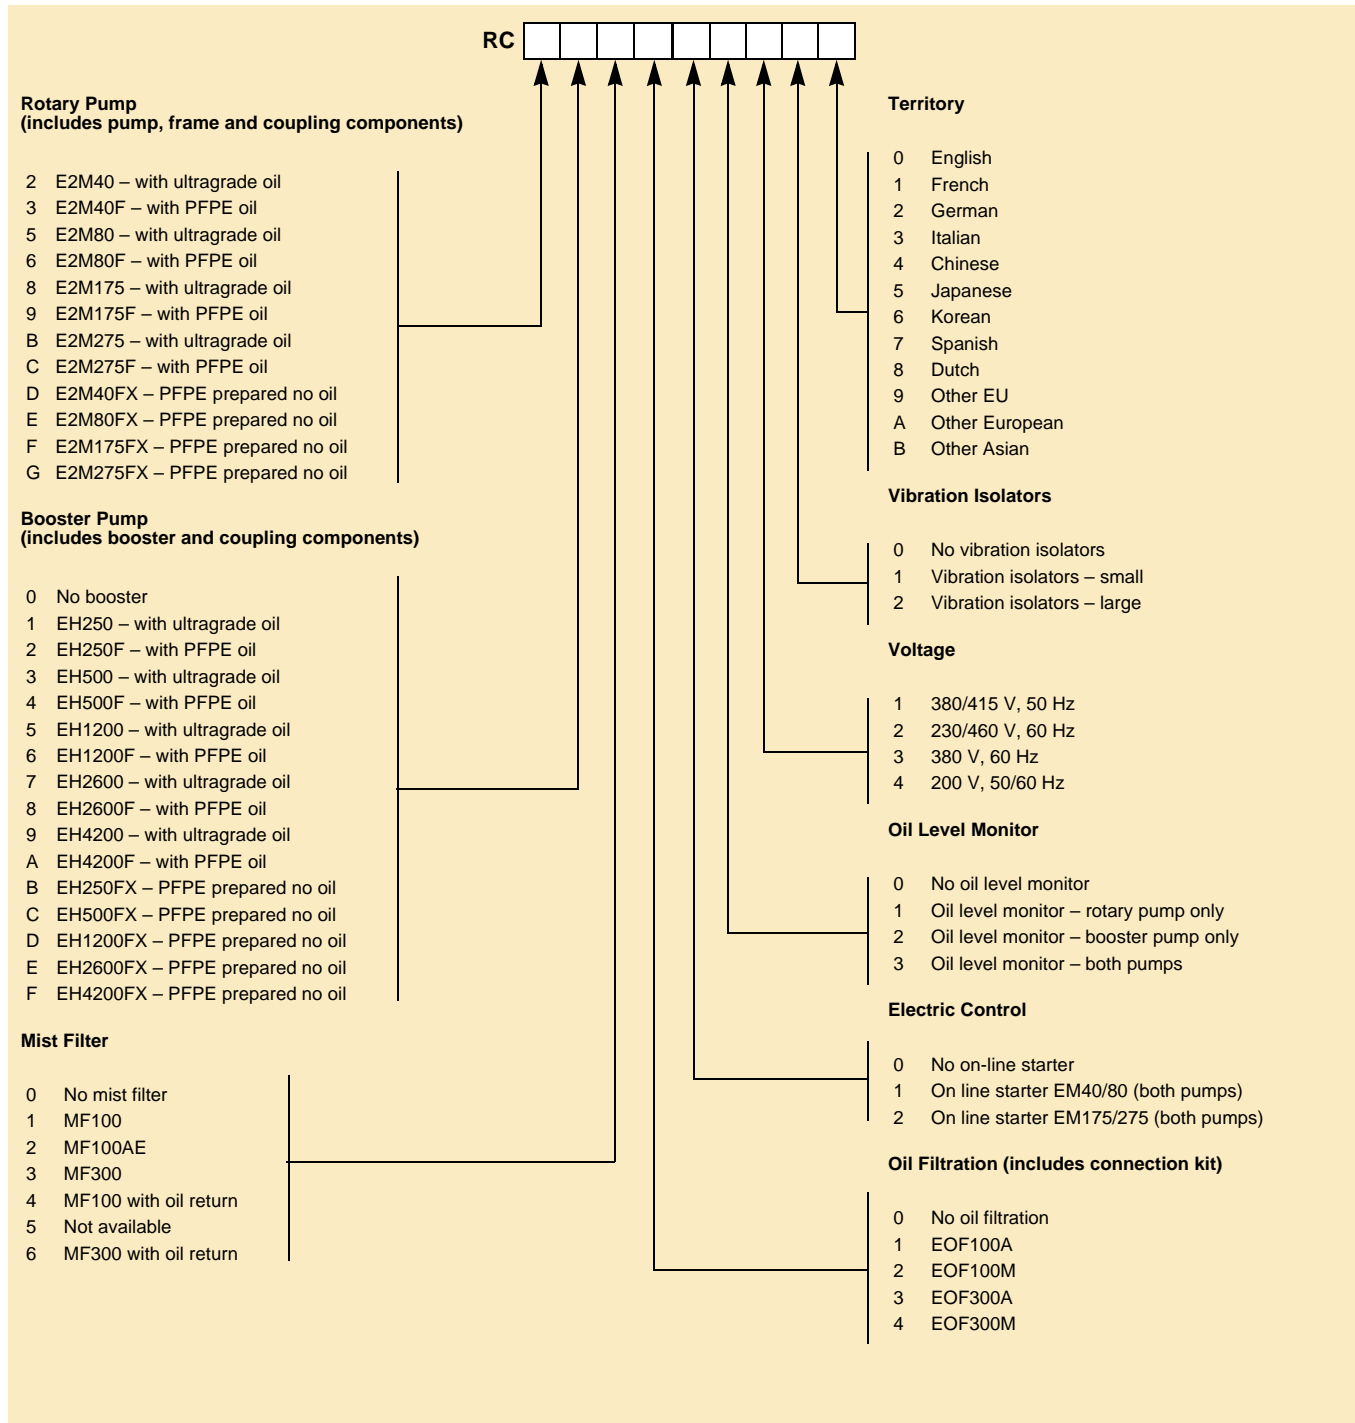 RC
Rotary Pump
(includes pump, frame and coupling components)
2 E2M40 – with ultragrade oil
3 E2M40F – with PFPE oil
5 E2M80 – with ultragrade oil
6 E2M80F – with PFPE oil
8 E2M175 – with ultragrade oil
9 E2M175F – with PFPE oil
B E2M275 – with ultragrade oil
C E2M275F – with PFPE oil
D E2M40FX – PFPE prepared no oil
E E2M80FX – PFPE prepared no oil
F E2M175FX – PFPE prepared no oil
G E2M275FX – PFPE prepared no oil
Booster Pump
(includes booster and coupling components)
0 No booster
1 EH250 – with ultragrade oil
2 EH250F – with PFPE oil
3 EH500 – with ultragrade oil
4 EH500F – with PFPE oil
5 EH1200 – with ultragrade oil
6 EH1200F – with PFPE oil
7 EH2600 – with ultragrade oil
8 EH2600F – with PFPE oil
9 EH4200 – with ultragrade oil
A EH4200F – with PFPE oil
B EH250FX – PFPE prepared no oil
C EH500FX – PFPE prepared no oil
D EH1200FX – PFPE prepared no oil
E EH2600FX – PFPE prepared no oil
F EH4200FX – PFPE prepared no oil
Mist Filter
0 No mist filter
1 MF100
2 MF100AE
3 MF300
4 MF100 with oil return
5 Not available
6 MF300 with oil return
Territory
0 English
1 French
2 German
3 Italian
4 Chinese
5 Japanese
6 Korean
7 Spanish
8 Dutch
9 Other EU
A Other European
B Other Asian
Vibration Isolators
0 No vibration isolators
1 Vibration isolators – small
2 Vibration isolators – large
Voltage
1 380/415 V, 50 Hz
2 230/460 V, 60 Hz
3 380 V, 60 Hz
4 200 V, 50/60 Hz
Oil Level Monitor
0 No oil level monitor
1 Oil level monitor – rotary pump only
2 Oil level monitor – booster pump only
3 Oil level monitor – both pumps
Electric Control
0 No on-line starter
1 On line starter EM40/80 (both pumps)
2 On line starter EM175/275 (both pumps)
Oil Filtration (includes connection kit)
0 No oil filtration
1 EOF100A
2 EOF100M
3 EOF300A
4 EOF300M